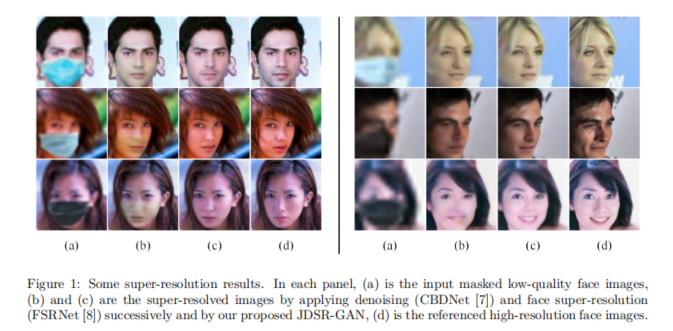 (a) (b) (c) (d) (a) (b) (c) (d)
Figure 1: Some super-resolution results. In each panel, (a) is the input masked low-quality face images,
(b) and (c) are the super-resolved images by applying denoising (CBDNet [7]) and face super-resolution
(FSRNet [8]) successively and by our proposed JDSR-GAN, (d) is the referenced high-resolution face images.